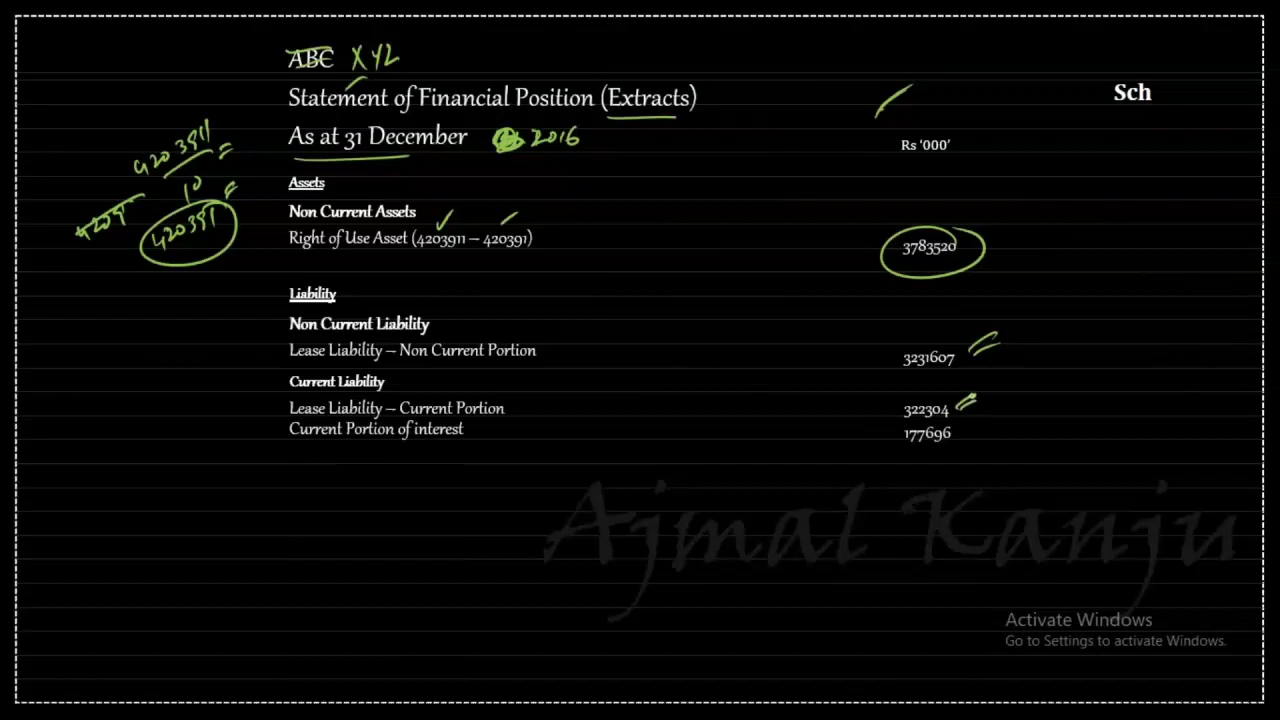 ABC XYZ
Statement of Financial Position (Extracts)
Sch
As at 31 December 2016
Rs ‘000’
4203911
10
420391
Assets
Non Current Assets
Right of Use Asset (4203911 – 420391)
3783520
Liability
Non Current Liability
Lease Liability – Non Current Portion
3231607
Current Liability
Lease Liability – Current Portion
322304
Current Portion of interest
177696
Ajmal Kanju
Activate Windows
Go to Settings to activate Windows.